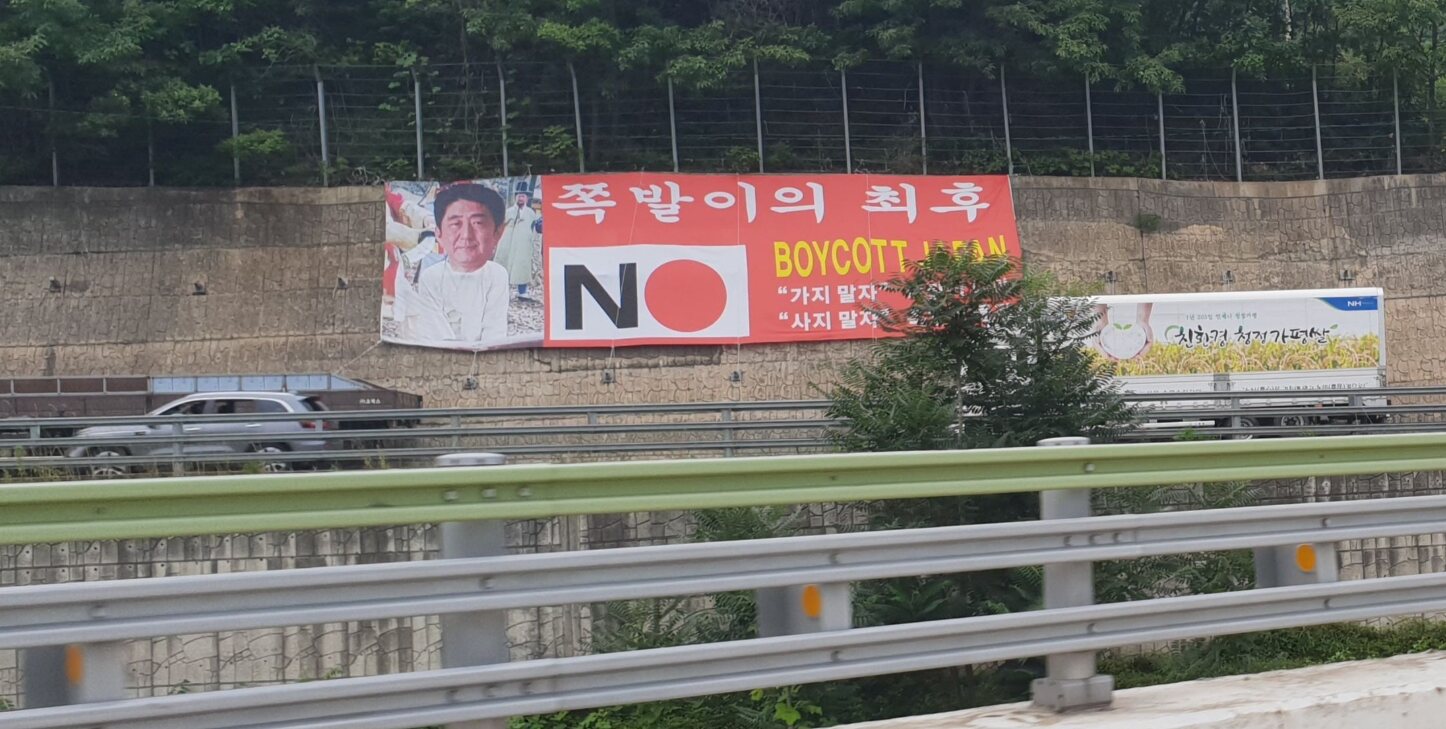 쪽발이의 최후
NO
BOYCOTT JAPAN
“가지 말자
“사지 말자
NH
친환경 청정가평쌀